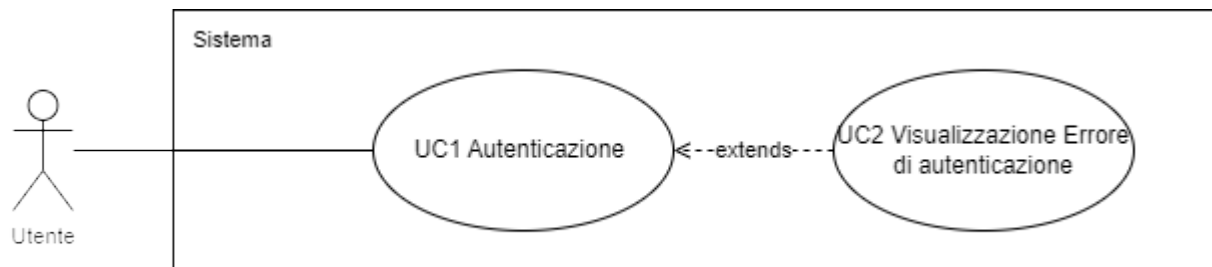 Sistema
UC1 Autenticazione
extends
UC2 Visualizzazione Errore
di autenticazione
Utente